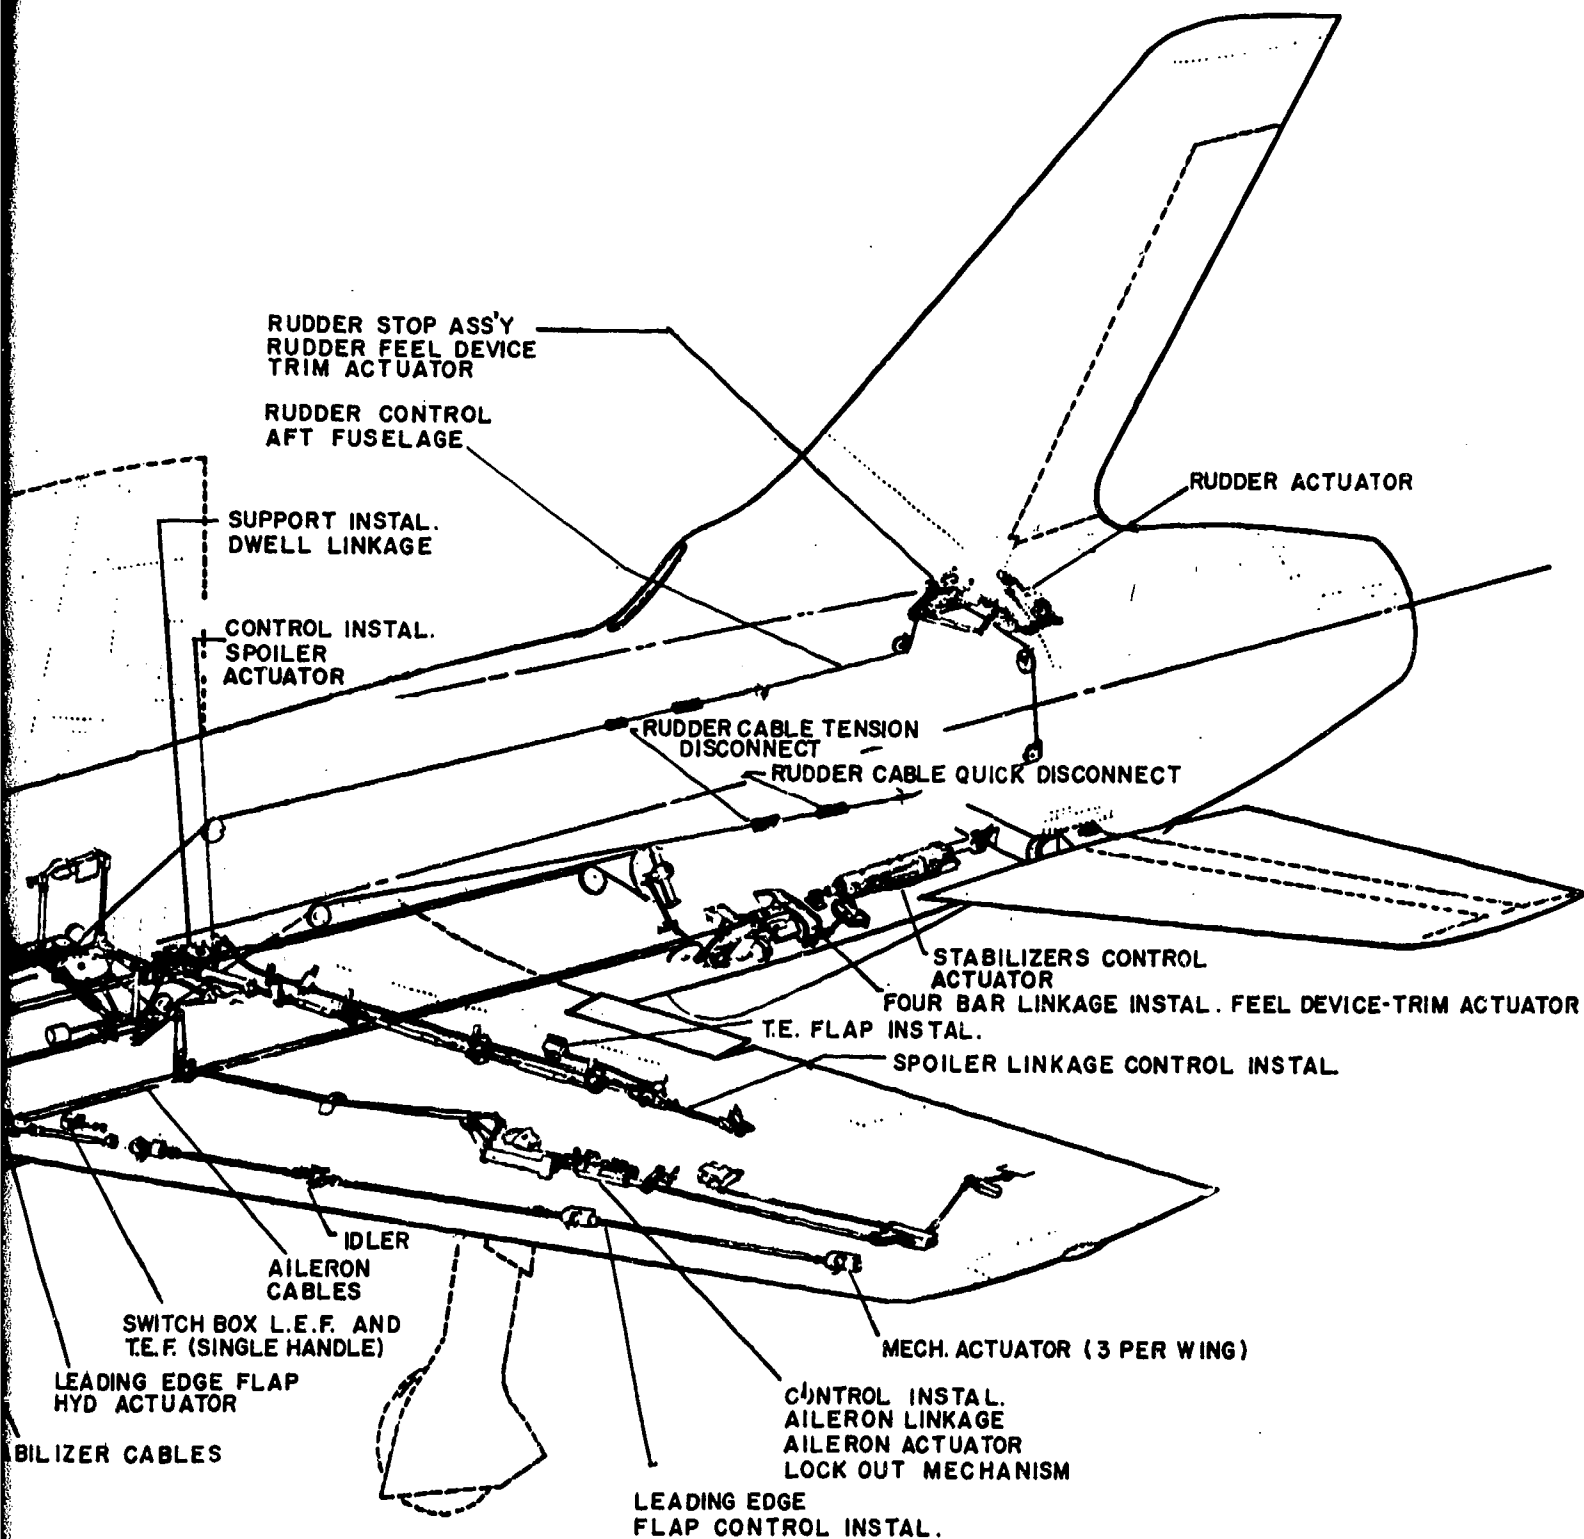 RUDDER STOP ASS'Y
RUDDER FEEL DEVICE
TRIM ACTUATOR
RUDDER CONTROL
AFT FUSELAGE
RUDDER ACTUATOR
SUPPORT INSTAL.
DWELL LINKAGE
CONTROL INSTAL.
SPOILER
ACTUATOR
RUDDER CABLE TENSION
DISCONNECT
RUDDER CABLE QUICK DISCONNECT
STABILIZERS CONTROL
ACTUATOR
FOUR BAR LINKAGE INSTAL. FEEL DEVICE-TRIM ACTUATOR
T.E. FLAP INSTAL.
SPOILER LINKAGE CONTROL INSTAL.
IDLER
AILERON
CABLES
SWITCH BOX L.E.F. AND
T.E.F. (SINGLE HANDLE)
MECH. ACTUATOR (3 PER WING)
LEADING EDGE FLAP
HYD ACTUATOR
CONTROL INSTAL.
AILERON LINKAGE
AILERON ACTUATOR
LOCK OUT MECHANISM
BILIZER CABLES
LEADING EDGE
FLAP CONTROL INSTAL.